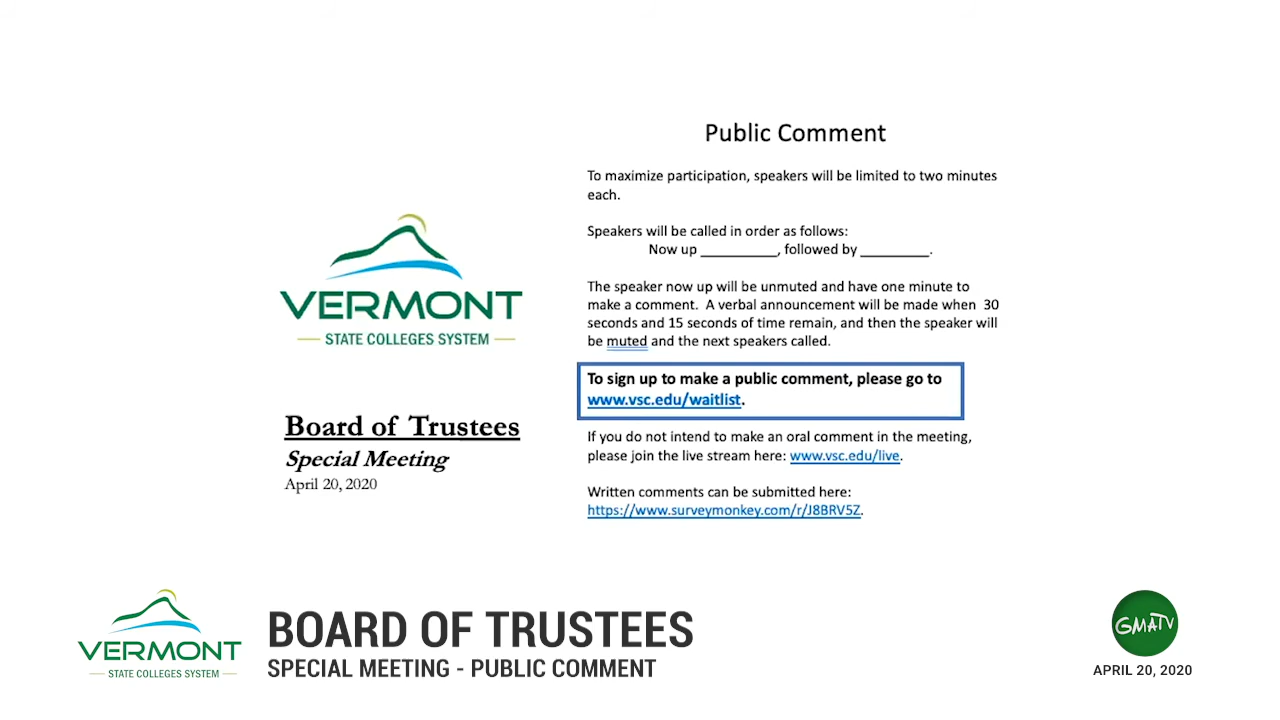 Public Comment
To maximize participation, speakers will be limited to two minutes
each.
Speakers will be called in order as follows:
Now up __________, followed by _________.
The speaker now up will be unmuted and have one minute to
make a comment.  A verbal announcement will be made when  30
seconds and 15 seconds of time remain, and then the speaker will
be muted and the next speakers called.
To sign up to make a public comment, please go to
www.vsc.edu/waitlist.
If you do not intend to make an oral comment in the meeting,
please join the live stream here: www.vsc.edu/live.
Written comments can be submitted here:
https://www.surveymonkey.com/r/J8BRV5Z.
VERMONT
STATE COLLEGES SYSTEM
Board of Trustees
Special Meeting
April 20, 2020
VERMONT
STATE COLLEGES SYSTEM
BOARD OF TRUSTEES
SPECIAL MEETING - PUBLIC COMMENT
GMATV
APRIL 20, 2020